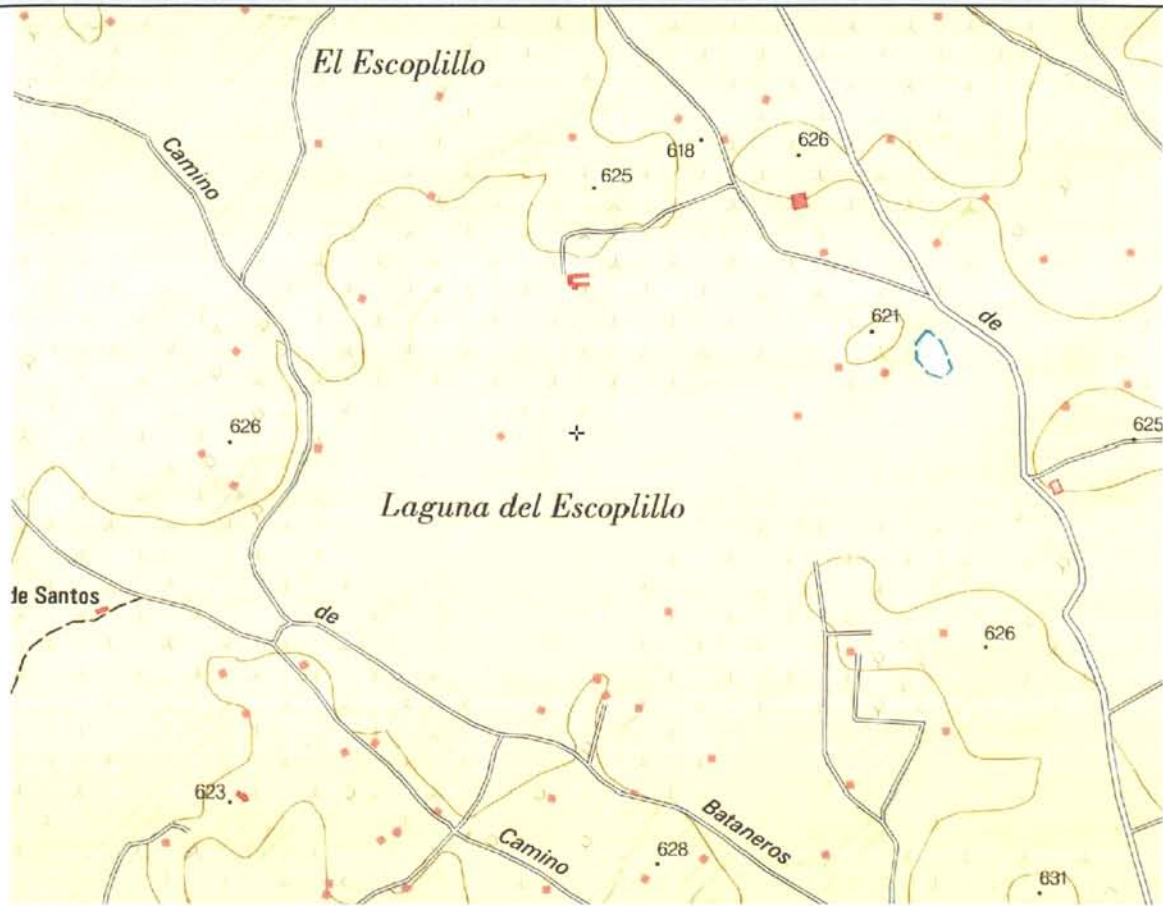 El Escoplillo
Camino
618
626
625
621
de
626
625
Laguna del Escoplillo
de Santos
de
626
623
Bataneros
Camino
628
631